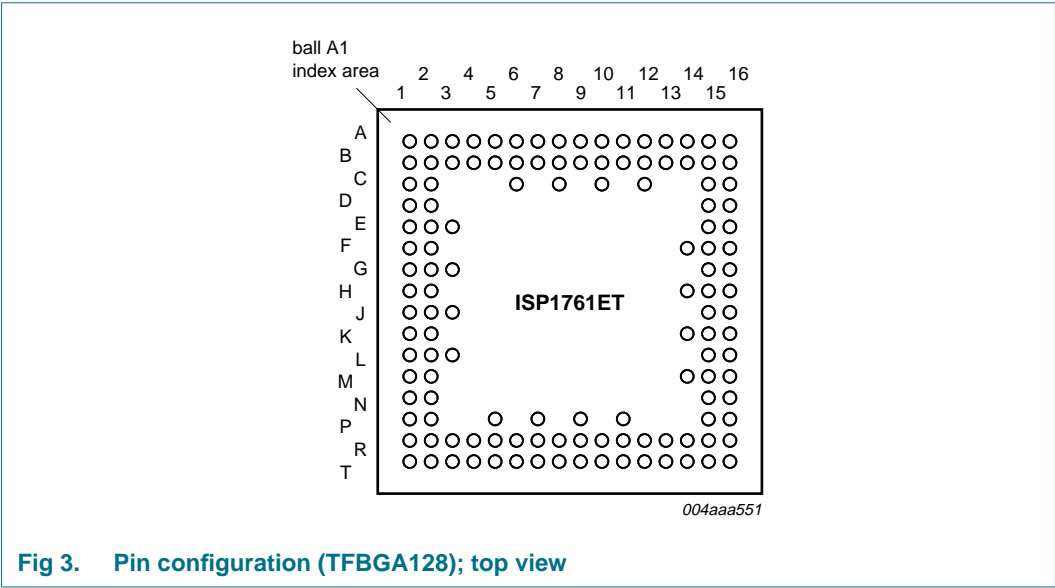 ball A1
index area
2 4 6 8 10 12 14 16
1 3 5 7 9 11 13 15
A
B
C
D
E
F
G
H
J
K
L
M
N
P
R
T
ISP1761ET
004aaa551
Fig 3. Pin configuration (TFBGA128); top view